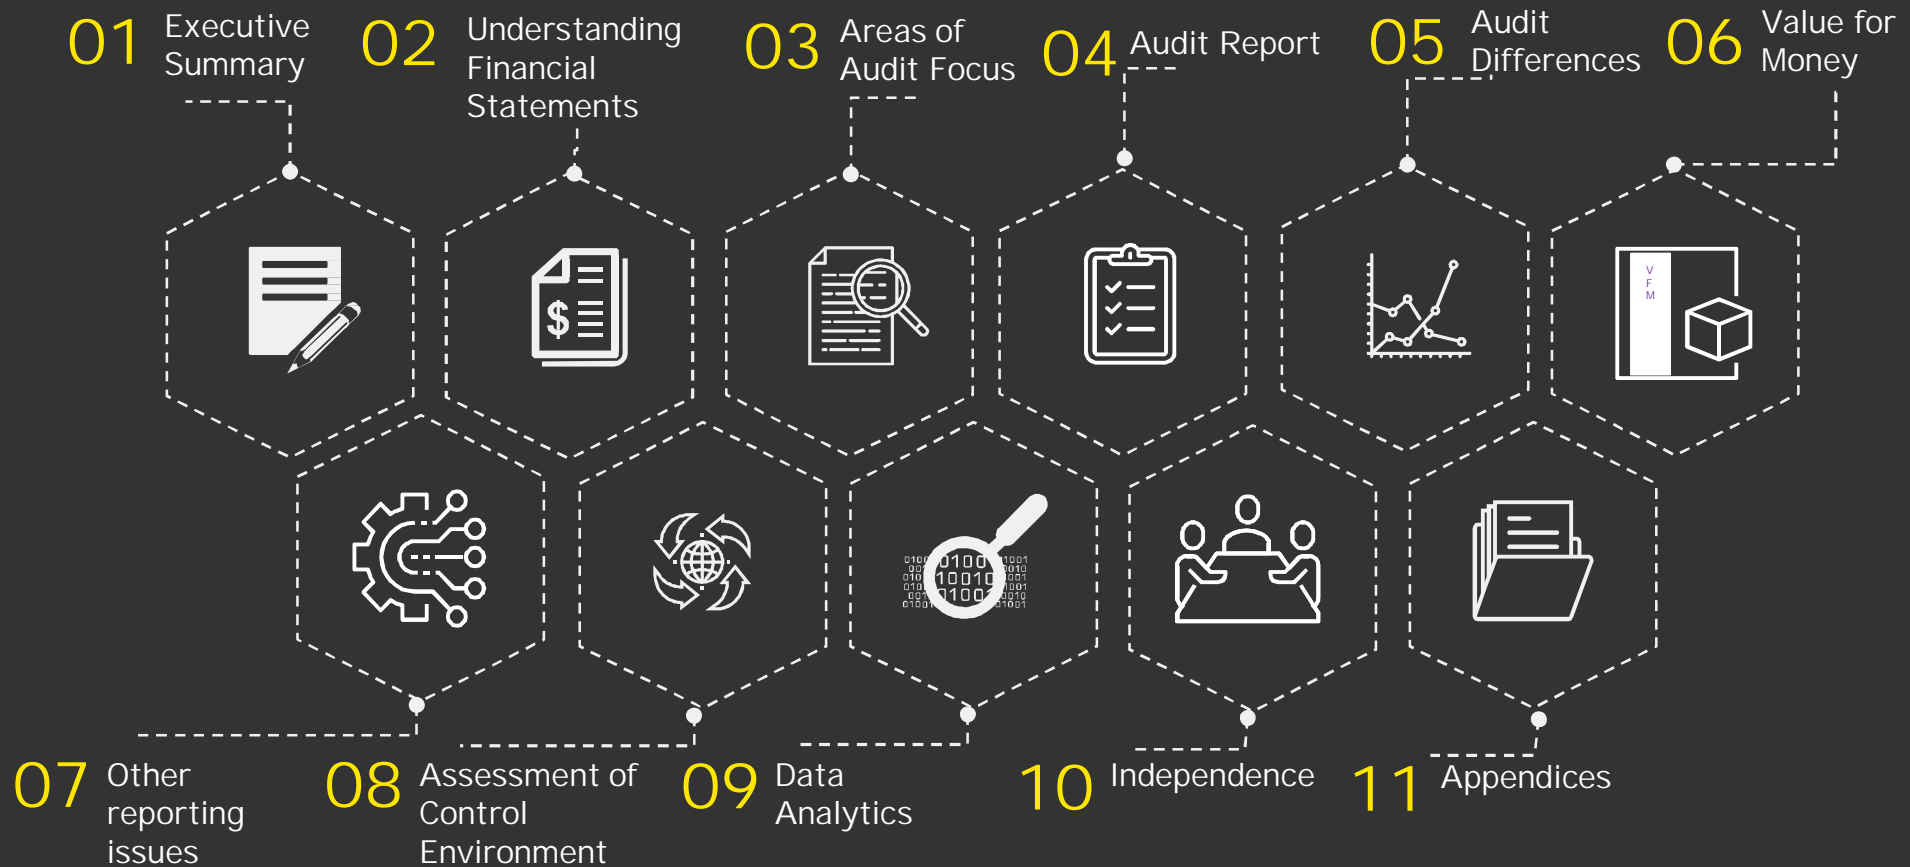 01 Executive
Summary
02 Understanding
Financial
Statements
03 Areas of
Audit Focus
04 Audit Report
05 Audit
Differences
06 Value for
Money
$
V
F
M
07 Other
reporting
issues
08 Assessment of
Control
Environment
09 Data
Analytics
10 Independence
11 Appendices